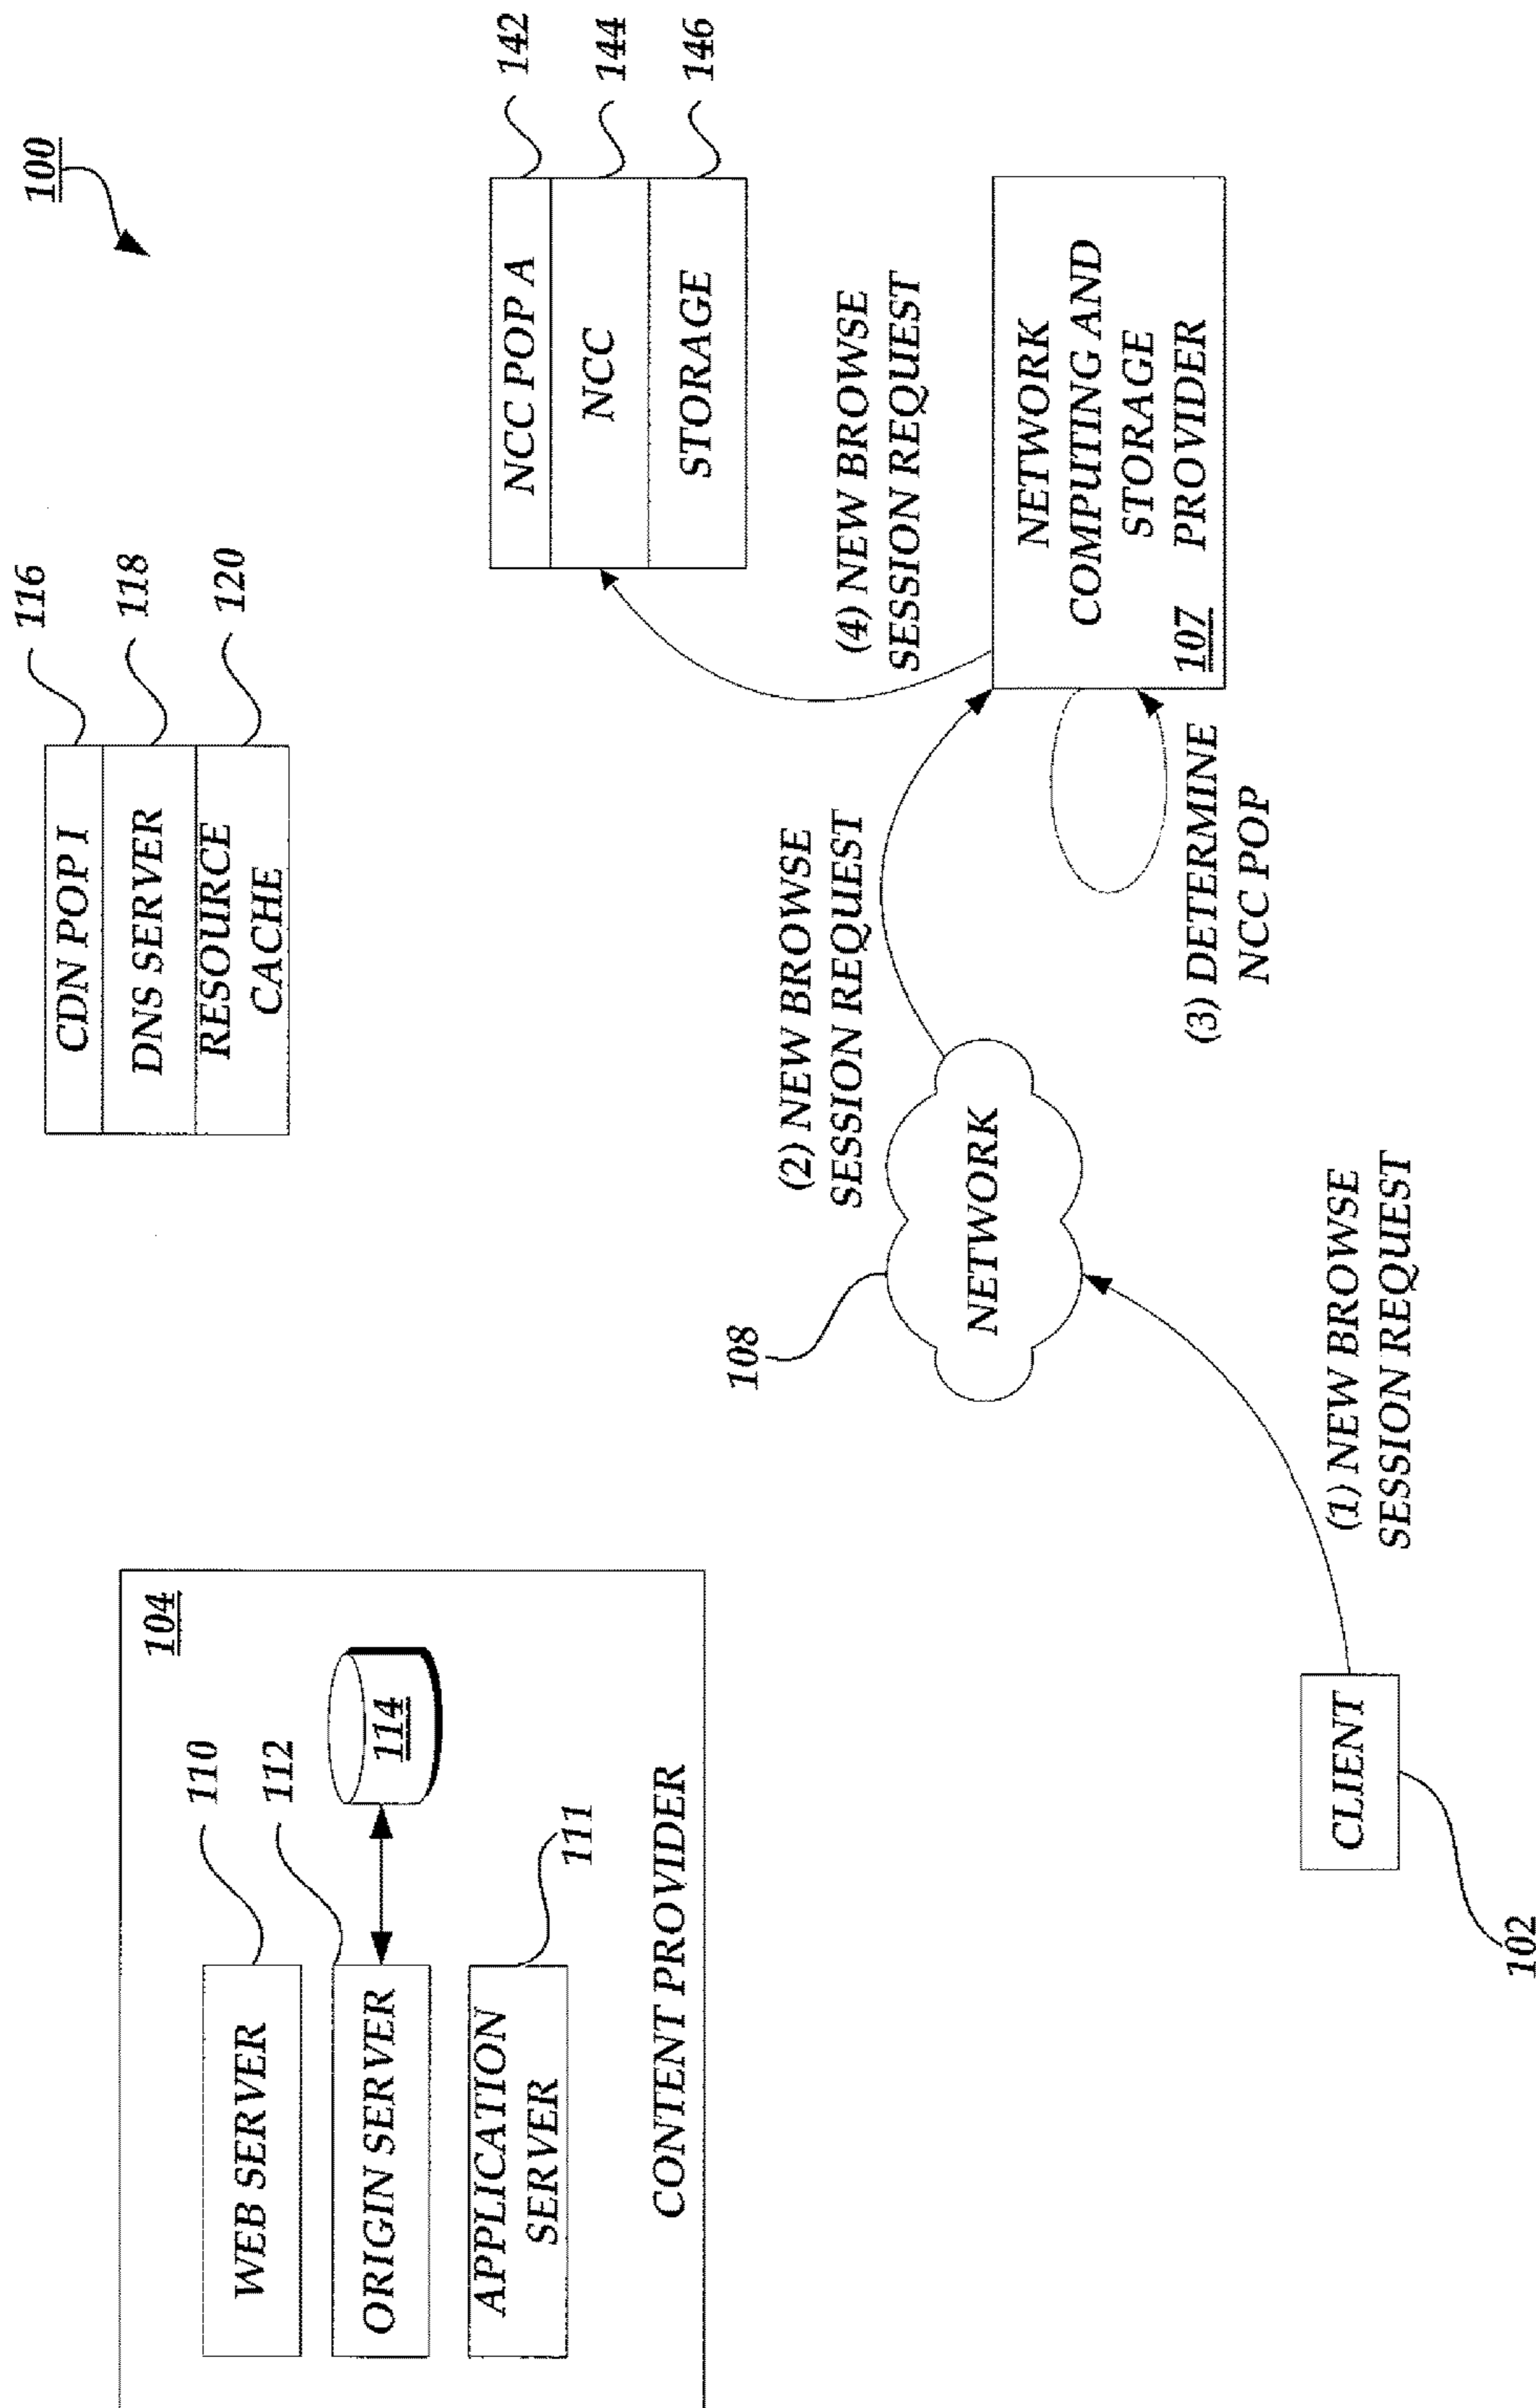 100
104
110
WEB SERVER
112
ORIGIN SERVER
114
APPLICATION
SERVER
111
CONTENT PROVIDER
CDN POP I
116
DNS SERVER
118
RESOURCE
CACHE
120
NCC POP A
142
NCC
144
STORAGE
146
(4) NEW BROWSE
SESSION REQUEST
(2) NEW BROWSE
SESSION REQUEST
108
NETWORK
NETWORK
COMPUTING AND
STORAGE
107 PROVIDER
(3) DETERMINE
NCC POP
(1) NEW BROWSE
SESSION REQUEST
CLIENT
102